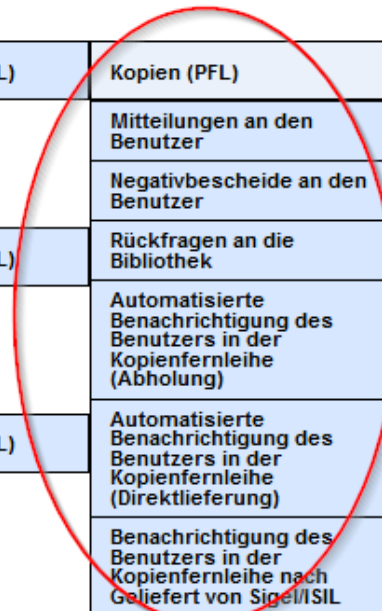 L)
Kopien (PFL)
Mitteilungen an den
Benutzer
Negativbescheide an den
Benutzer
L)
Rückfragen an die
Bibliothek
Automatisierte
Benachrichtigung des
Benutzers in der
Kopienfernleihe
(Abholung)
L)
Automatisierte
Benachrichtigung des
Benutzers in der
Kopienfernleihe
(Direktlieferung)
Benachrichtigung des
Benutzers in der
Kopienfernleihe nach
Geliefert von Sigel/ISIL